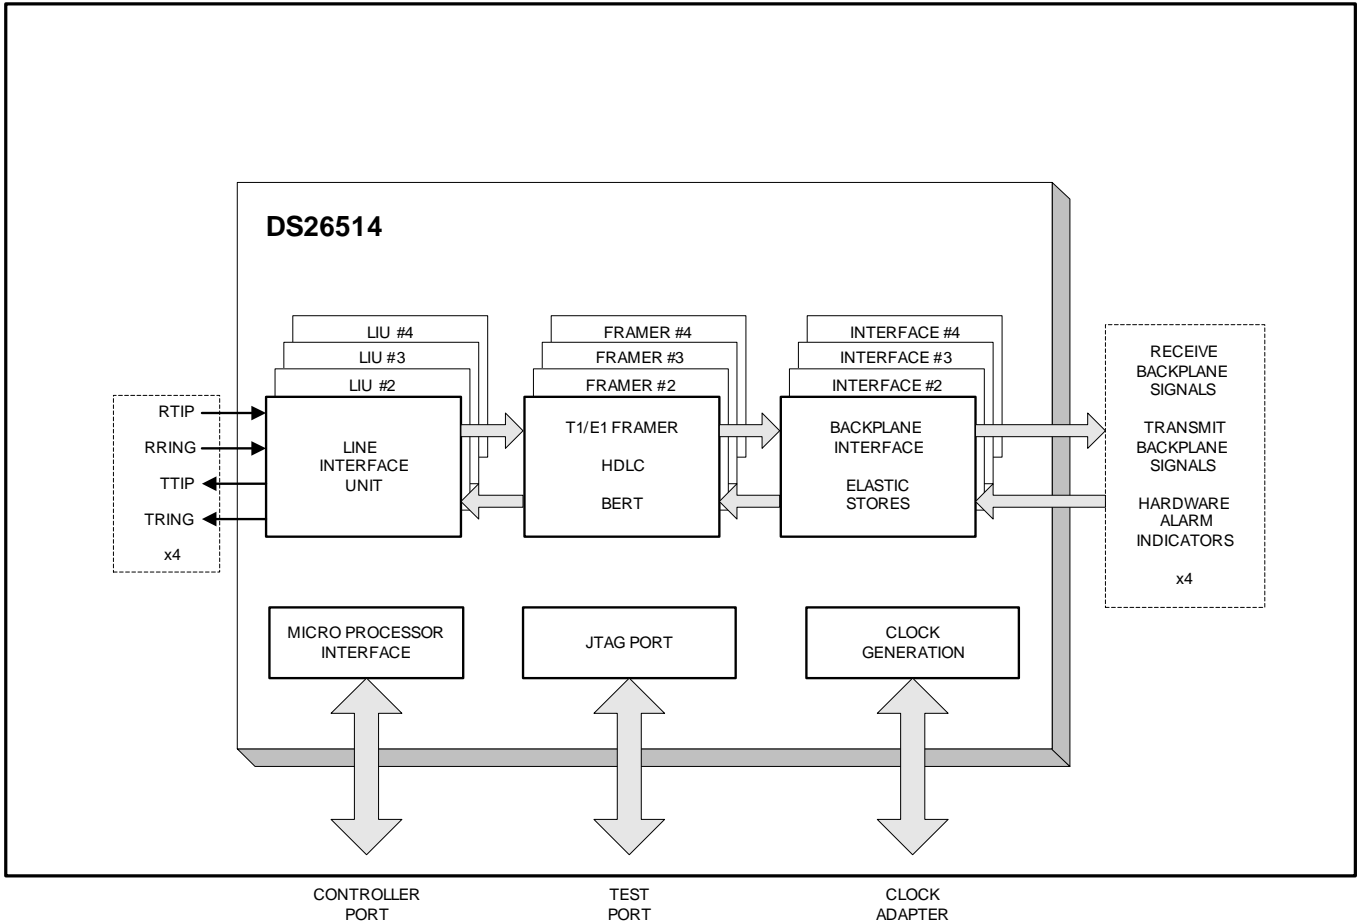 DS26514
LIU #4
LIU #3
LIU #2
LINE
INTERFACE
UNIT
FRAMER #4
FRAMER #3
FRAMER #2
T1/E1 FRAMER
HDLC
BERT
INTERFACE #4
INTERFACE #3
INTERFACE #2
BACKPLANE
INTERFACE
ELASTIC
STORES
RTIP
RRING
TTIP
TRING
x4
RECEIVE
BACKPLANE
SIGNALS
TRANSMIT
BACKPLANE
SIGNALS
HARDWARE
ALARM
INDICATORS
x4
MICRO PROCESSOR
INTERFACE
JTAG PORT
CLOCK
GENERATION
CONTROLLER
PORT
TEST
PORT
CLOCK
ADAPTER